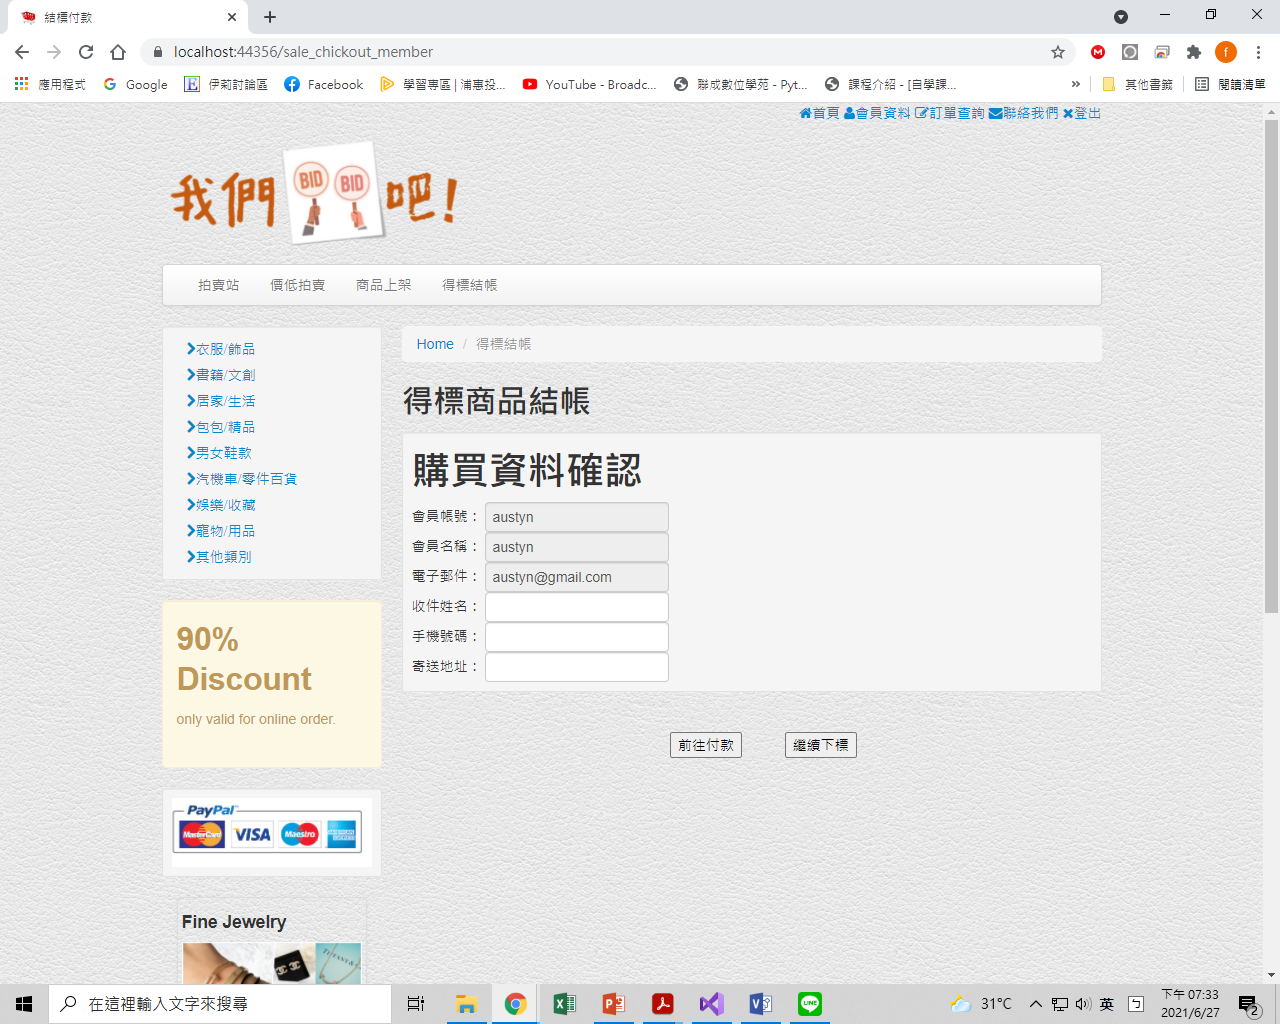 結標付款
localhost:44356/sale_chickout_member
f
應用程式
Google
伊莉討論區
Facebook
學習專區 | 浦惠投...
YouTube - Broadc...
聯成數位學苑 - Pyt...
課程介紹 - [自學課...
»
其他書籤
閱讀清單
首頁 會員資料 訂單查詢 聯絡我們 登出
我們 BID BID 吧!
拍賣站 價低拍賣 商品上架 得標結帳
衣服/飾品
書籍/文創
居家/生活
包包/精品
男女鞋款
汽機車/零件百貨
娛樂/收藏
寵物/用品
其他類別
Home / 得標結帳
得標商品結帳
購買資料確認
會員帳號： austyn
會員名稱： austyn
電子郵件： austyn@gmail.com
收件姓名：
手機號碼：
寄送地址：
前往付款 繼續下標
90%
Discount
only valid for online order.
PayPal
MasterCard VISA Maestro
Fine Jewelry
在這裡輸入文字來搜尋
31°C
英
下午 07:33
2021/6/27
2